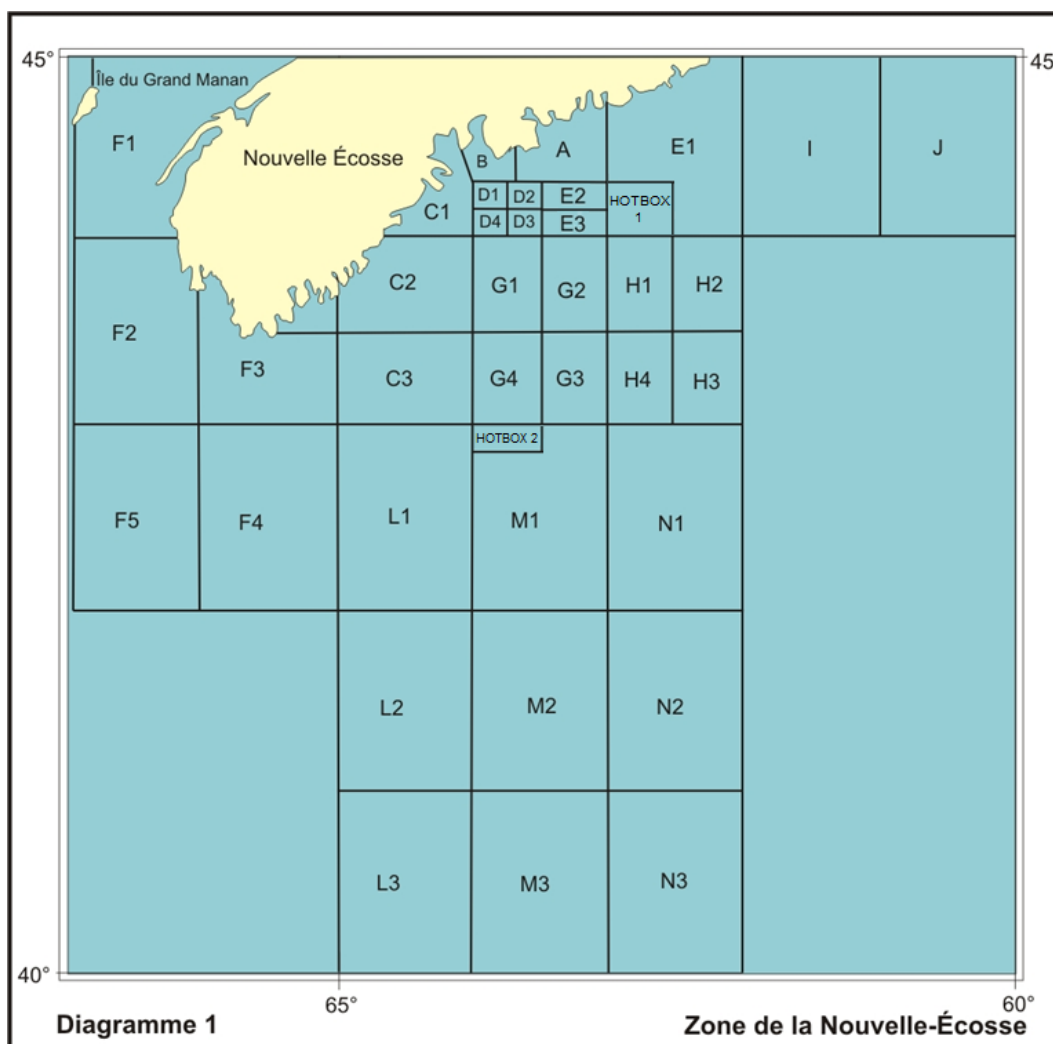 45°
45
Île du Grand Manan
F1
Nouvelle Écosse
B
A
E1
I
J
C1
D1
D2
E2
HOTBOX
1
D4
D3
E3
C2
G1
G2
H1
H2
F2
F3
C3
G4
G3
H4
H3
HOTBOX 2
F5
F4
L1
M1
N1
L2
M2
N2
L3
M3
N3
40°
65°
60°
Diagramme 1
Zone de la Nouvelle-Écosse